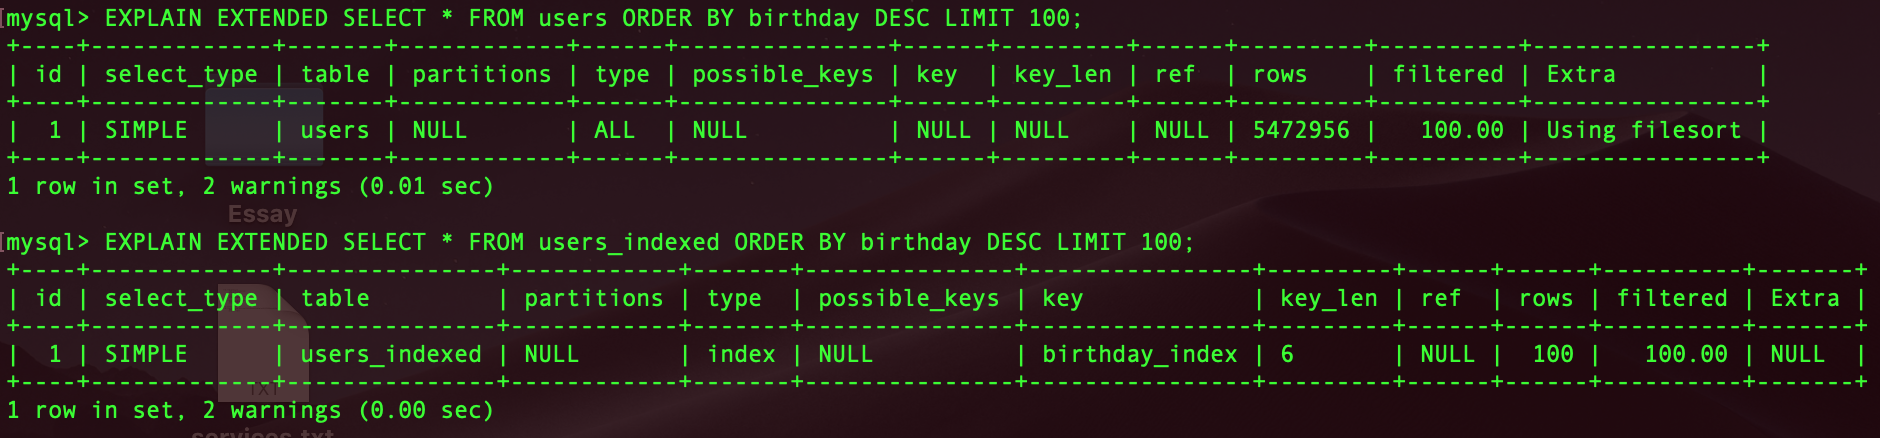 [mysql> EXPLAIN EXTENDED SELECT * FROM users ORDER BY birthday DESC LIMIT 100;
+----+-------------+-------+------------+------+---------------+------+---------+------+---------+----------+----------------+
| id | select_type | table | partitions | type | possible_keys | key  | key_len | ref  | rows    | filtered | Extra          |
+----+-------------+-------+------------+------+---------------+------+---------+------+---------+----------+----------------+
|  1 | SIMPLE      | users | NULL       | ALL  | NULL          | NULL | NULL    | NULL | 5472956 |   100.00 | Using filesort |
+----+-------------+-------+------------+------+---------------+------+---------+------+---------+----------+----------------+
1 row in set, 2 warnings (0.01 sec)
Essay
[mysql> EXPLAIN EXTENDED SELECT * FROM users_indexed ORDER BY birthday DESC LIMIT 100;
+----+-------------+---------------+------------+-------+---------------+----------------+---------+------+------+----------+-------+
| id | select_type | table         | partitions | type  | possible_keys | key            | key_len | ref  | rows | filtered | Extra |
+----+-------------+---------------+------------+-------+---------------+----------------+---------+------+------+----------+-------+
|  1 | SIMPLE      | users_indexed | NULL       | index | NULL          | birthday_index | 6       | NULL |  100 |   100.00 | NULL  |
+----+-------------+---------------+------------+-------+---------------+----------------+---------+------+------+----------+-------+
TXT
1 row in set, 2 warnings (0.00 sec)
services.txt